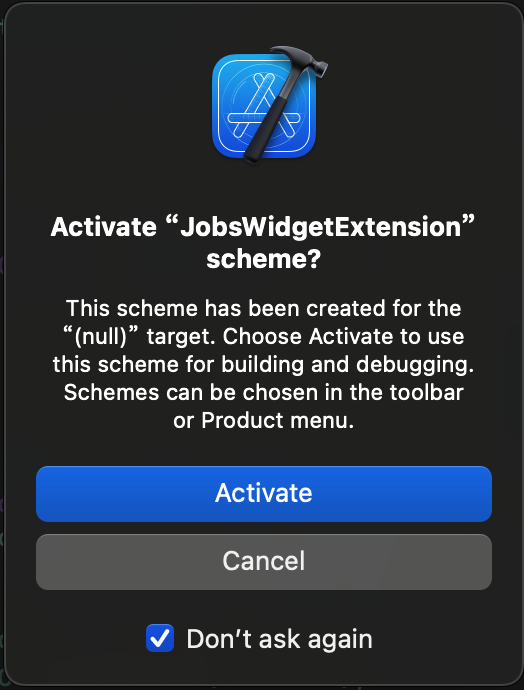 Activate “JobsWidgetExtension”
scheme?
This scheme has been created for the
“(null)” target. Choose Activate to use
this scheme for building and debugging.
Schemes can be chosen in the toolbar
or Product menu.
Activate
Cancel
Don’t ask again